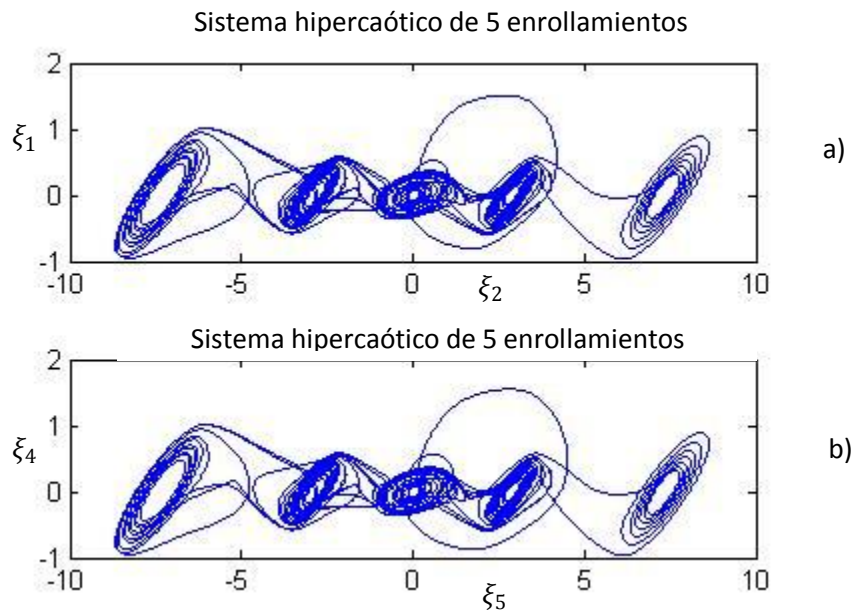 Sistema hipercaótico de 5 enrollamientos
2
ξ1
1
0
-1
-10 -5 0 5 10
ξ2
a)
Sistema hipercaótico de 5 enrollamientos
2
1
ξ4
0
-1
-10 -5 0 5 10
ξ5
b)